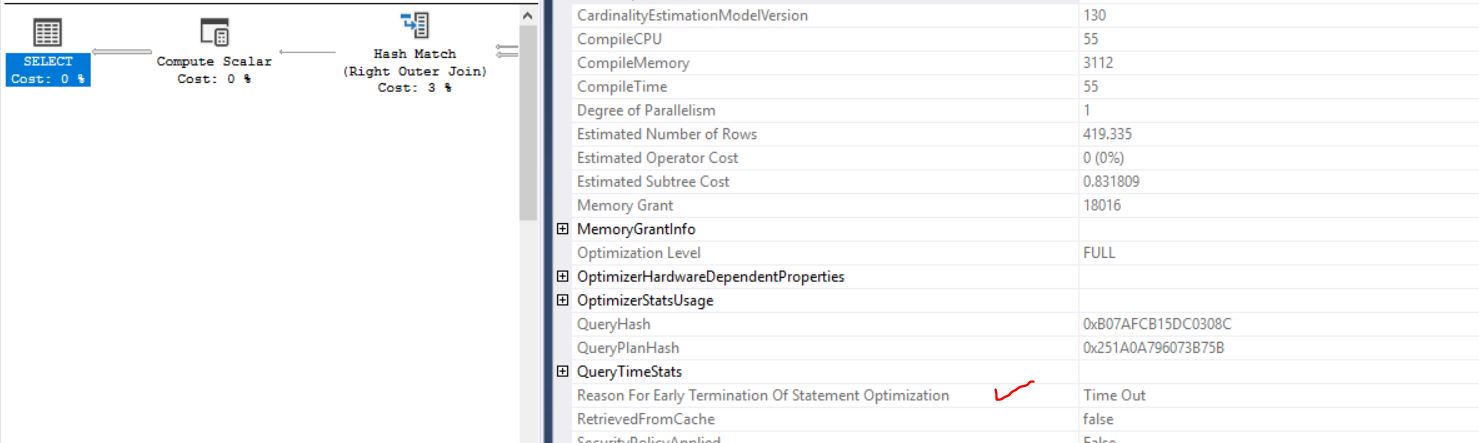 SELECT
Cost: 0 %
Compute Scalar
Cost: 0 %
Hash Match
(Right Outer Join)
Cost: 3 %
CardinalityEstimationModelVersion 130
CompileCPU 55
CompileMemory 3112
CompileTime 55
Degree of Parallelism 1
Estimated Number of Rows 419.335
Estimated Operator Cost 0 (0%)
Estimated Subtree Cost 0.831809
Memory Grant 18016
MemoryGrantInfo
Optimization Level FULL
OptimizerHardwareDependentProperties
OptimizerStatsUsage
QueryHash 0xB07AFCB15DC0308C
QueryPlanHash 0x251A0A796073B75B
QueryTimeStats
Reason For Early Termination Of Statement Optimization Time Out
RetrievedFromCache false
SecurityPolicyApplied False